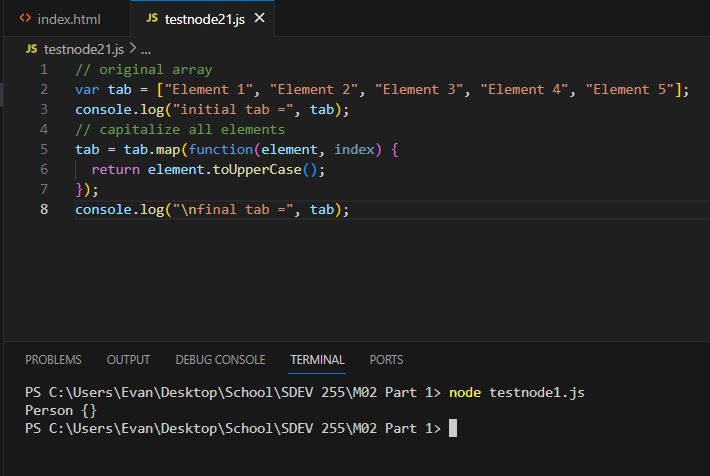 <> index.html JS testnode21.js ×
JS testnode21.js > ...
1 // original array
2 var tab = ["Element 1", "Element 2", "Element 3", "Element 4", "Element 5"];
3 console.log("initial tab =", tab);
4 // capitalize all elements
5 tab = tab.map(function(element, index) {
6   return element.toUpperCase();
7 });
8 console.log("\nfinal tab =", tab);
PROBLEMS OUTPUT DEBUG CONSOLE TERMINAL PORTS
PS C:\Users\Evan\Desktop\School\SDEV 255\M02 Part 1> node testnode1.js
Person {}
PS C:\Users\Evan\Desktop\School\SDEV 255\M02 Part 1>